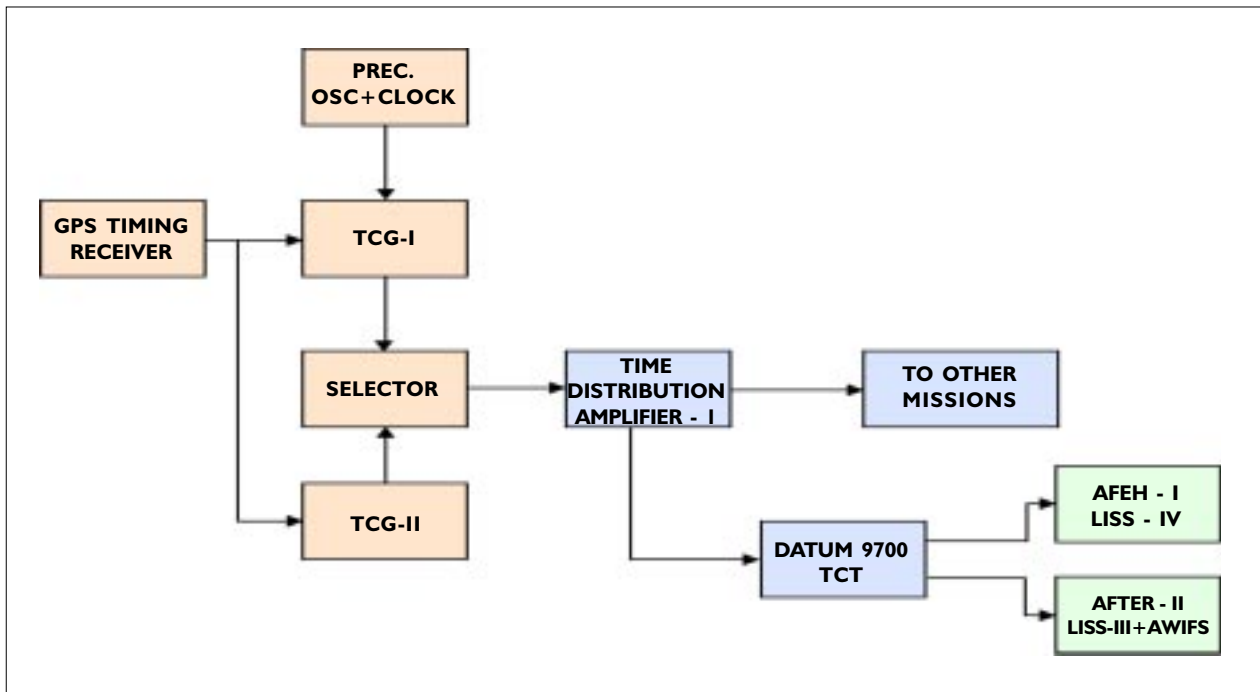 PREC.
OSC+CLOCK
GPS TIMING
RECEIVER
TCG-I
SELECTOR
TCG-II
TIME
DISTRIBUTION
AMPLIFIER - I
TO OTHER
MISSIONS
DATUM 9700
TCT
AFEH - I
LISS - IV
AFTER - II
LISS-III+AWIFS